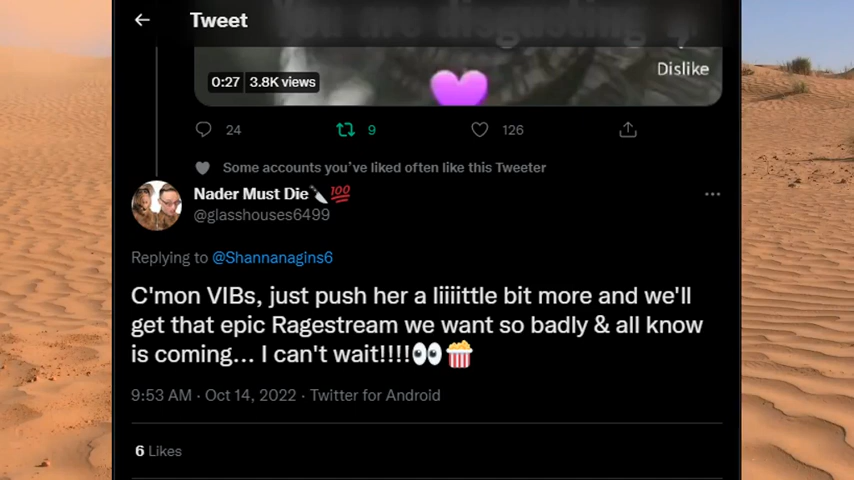 Tweet
You are disgusting
Dislike
0:27 3.8K views
24 9 126
Some accounts you've liked often like this Tweeter
Nader Must Die🔪💯
@glasshouses6499
Replying to @Shannanagins6
C'mon VIBs, just push her a liiiittle bit more and we'll
get that epic Ragestream we want so badly & all know
is coming... I can't wait!!!!👀🍿
9:53 AM · Oct 14, 2022 · Twitter for Android
6 Likes